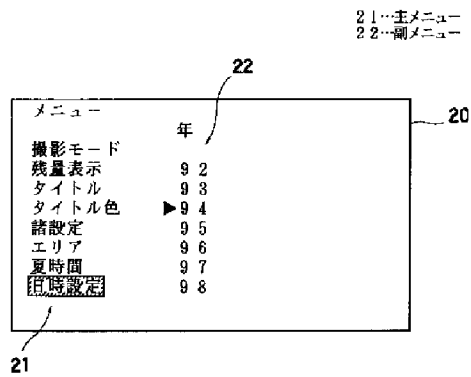 21…主メニュー
22…副メニュー
22
20
メニュー
年
撮影モード
残量表示 92
タイトル 93
タイトル色 ▶94
諸設定 95
エリア 96
夏時間 97
日時設定 98
21